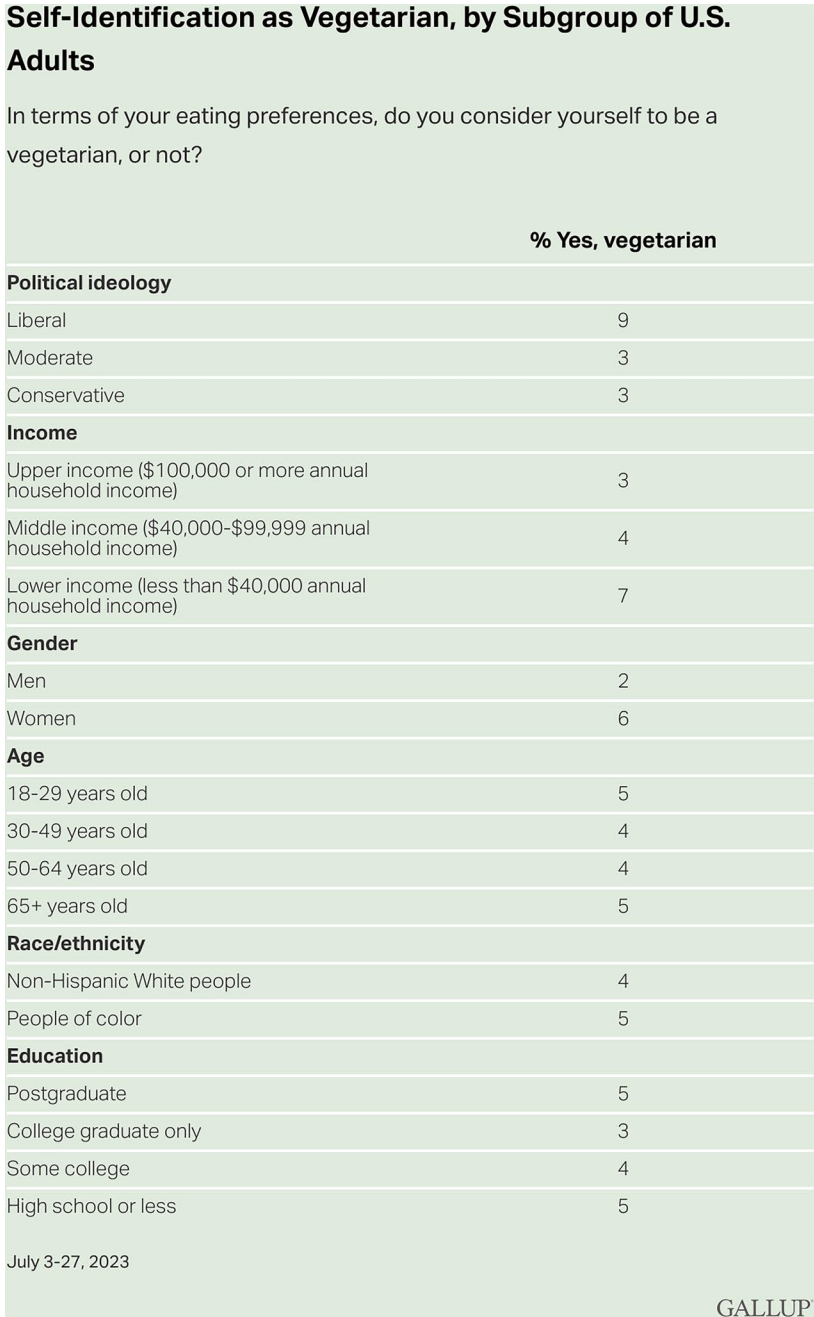 Self-Identification as Vegetarian, by Subgroup of U.S.
Adults
In terms of your eating preferences, do you consider yourself to be a
vegetarian, or not?
% Yes, vegetarian
Political ideology
Liberal 9
Moderate 3
Conservative 3
Income
Upper income ($100,000 or more annual
household income) 3
Middle income ($40,000-$99,999 annual
household income) 4
Lower income (less than $40,000 annual
household income) 7
Gender
Men 2
Women 6
Age
18-29 years old 5
30-49 years old 4
50-64 years old 4
65+ years old 5
Race/ethnicity
Non-Hispanic White people 4
People of color 5
Education
Postgraduate 5
College graduate only 3
Some college 4
High school or less 5
July 3-27, 2023
GALLUP